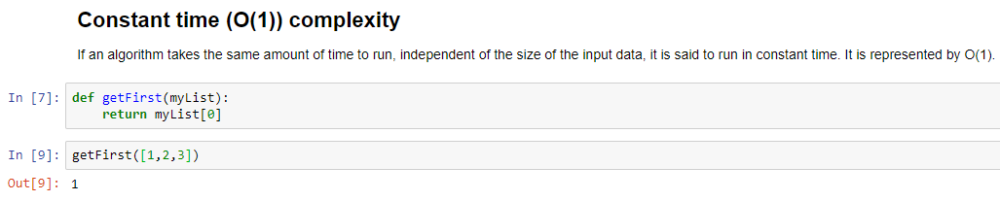 Constant time (O(1)) complexity
If an algorithm takes the same amount of time to run, independent of the size of the input data, it is said to run in constant time. It is represented by O(1).
In [7]: def getFirst(myList):
    return myList[0]
In [9]: getFirst([1,2,3])
Out[9]: 1